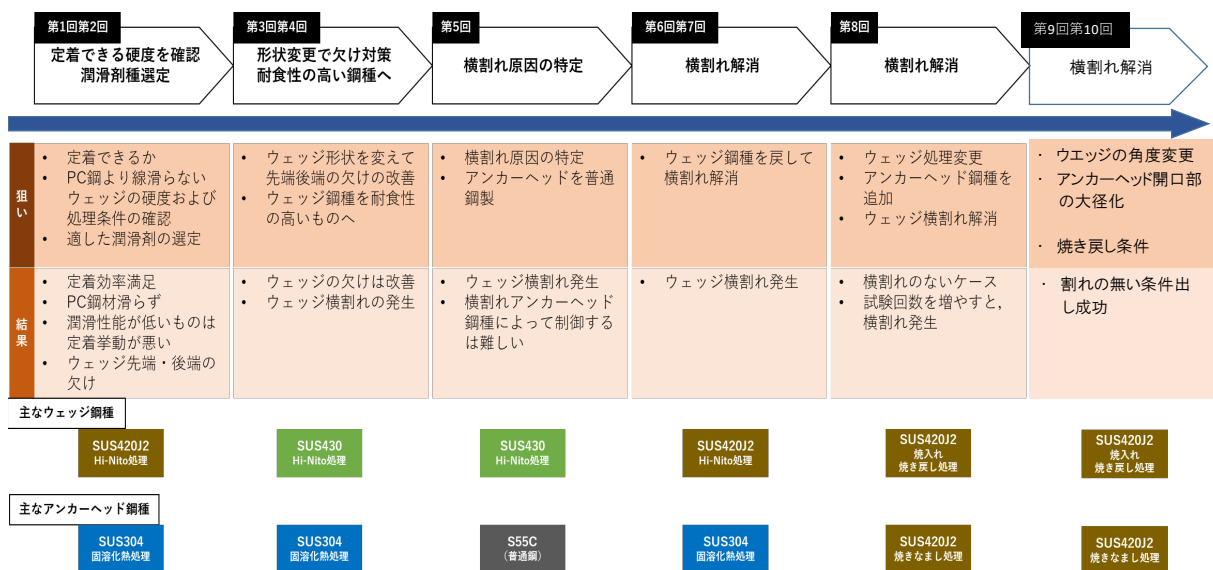 第1回第2回
定着できる硬度を確認
潤滑剤種選定
第3回第4回
形状変更で欠け対策
耐食性の高い鋼種へ
第5回
横割れ原因の特定
第6回第7回
横割れ解消
第8回
横割れ解消
第9回第10回
横割れ解消
狙い
• 定着できるか
• PC鋼より線滑らない
ウェッジの硬度および
処理条件の確認
• 適した潤滑剤の選定
• ウェッジ形状を変えて
先端後端の欠けの改善
• ウェッジ鋼種を耐食性
の高いものへ
• 横割れ原因の特定
• アンカーヘッドを普通
鋼製
• ウェッジ鋼種を戻して
横割れ解消
• ウェッジ処理変更
• アンカーヘッド鋼種を
追加
• ウェッジ横割れ解消
· ウエッジの角度変更
· アンカーヘッド開口部
の大径化
· 焼き戻し条件
結果
• 定着効率満足
• PC鋼材滑らず
• 潤滑性能が低いものは
定着挙動が悪い
• ウェッジ先端・後端の
欠け
• ウェッジの欠けは改善
• ウェッジ横割れの発生
• ウェッジ横割れ発生
• 横割れアンカーヘッド
鋼種によって制御する
は難しい
• ウェッジ横割れ発生
• 横割れのないケース
• 試験回数を増やすと,
横割れ発生
· 割れの無い条件出
し成功
主なウェッジ鋼種
SUS420J2
Hi-Nito処理
SUS430
Hi-Nito処理
SUS430
Hi-Nito処理
SUS420J2
Hi-Nito処理
SUS420J2
焼入れ
焼き戻し処理
SUS420J2
焼入れ
焼き戻し処理
主なアンカーヘッド鋼種
SUS304
固溶化熱処理
SUS304
固溶化熱処理
S55C
(普通鋼)
SUS304
固溶化熱処理
SUS420J2
焼きなまし処理
SUS420J2
焼きなまし処理